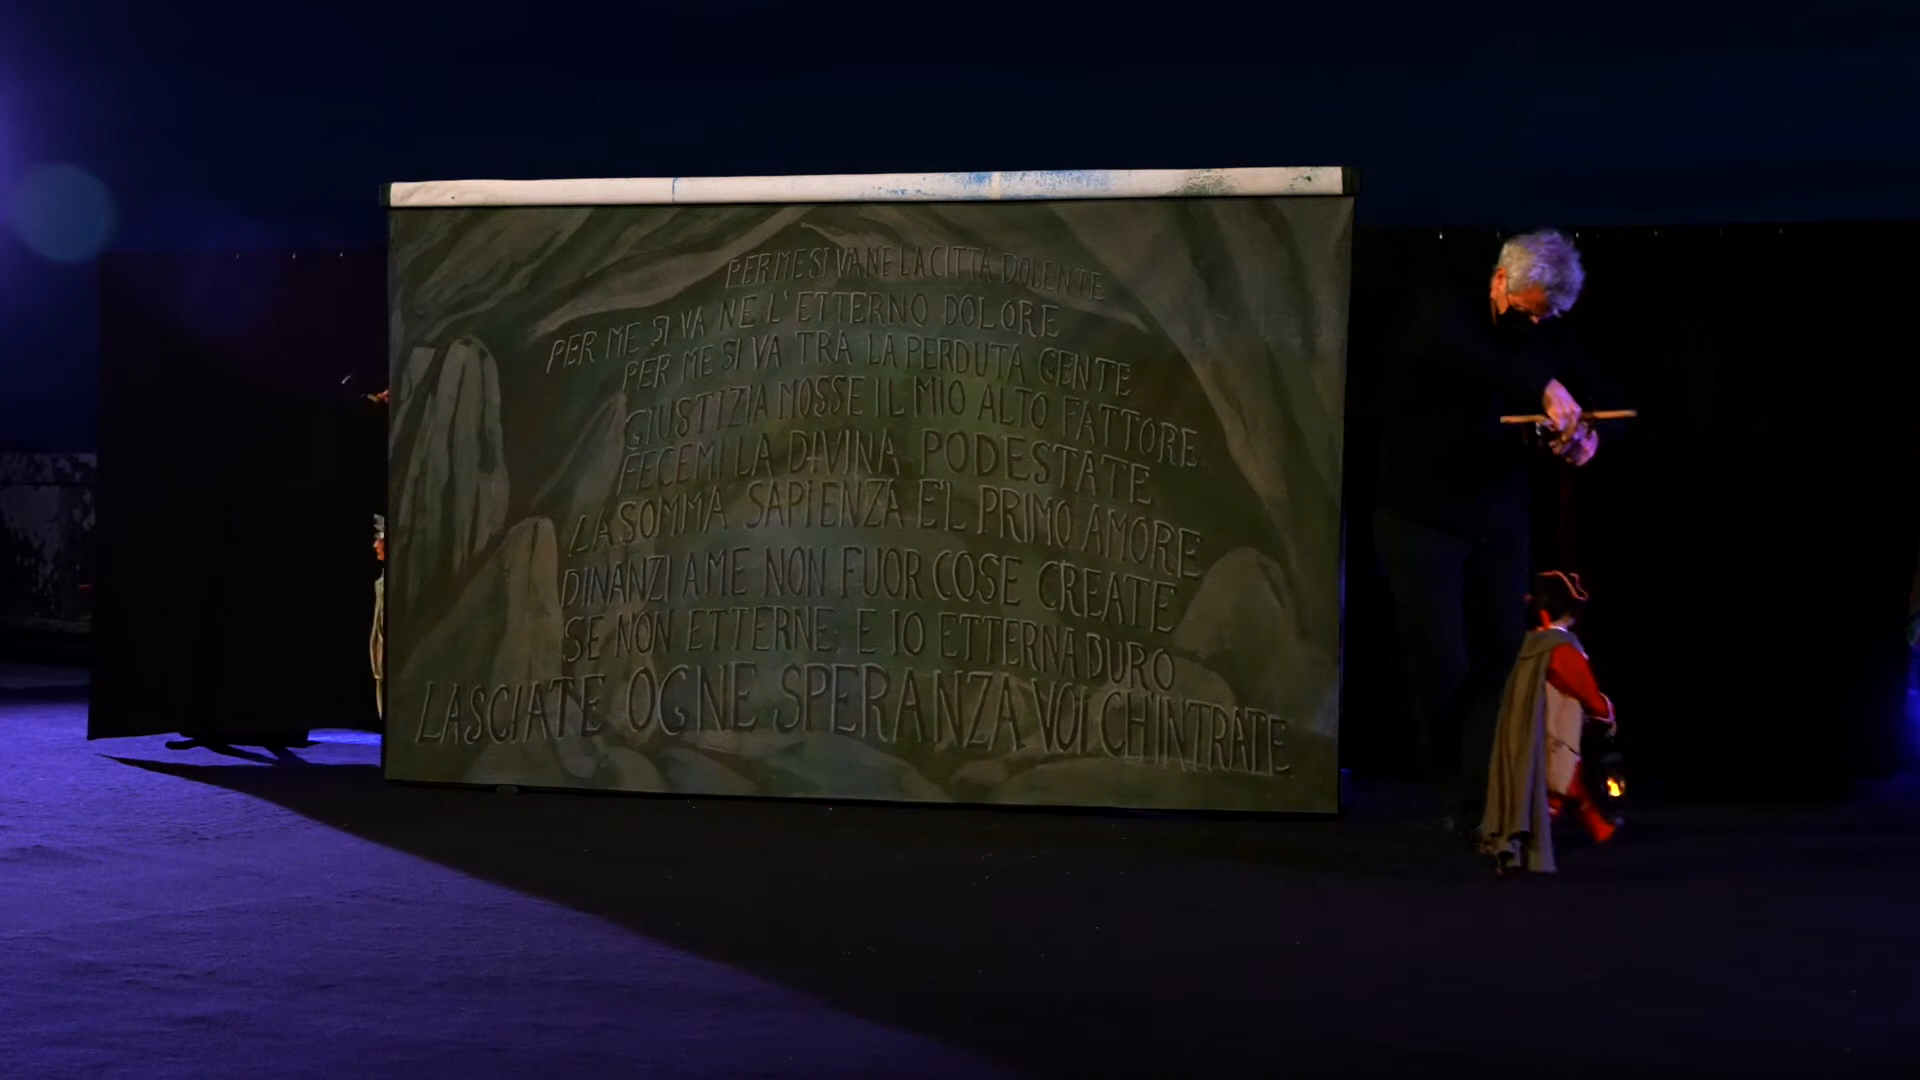 PER ME SI VA NE LA CITTÀ DOLENTE
PER ME SI VA NE L'ETTERNO DOLORE
PER ME SI VA TRA LA PERDUTA GENTE
GIUSTIZIA MOSSE IL MIO ALTO FATTORE
FECEMI LA DIVINA PODESTATE
LA SOMMA SAPIENZA E'L PRIMO AMORE
DINANZI A ME NON FUOR COSE CREATE
SE NON ETTERNE, E IO ETTERNA DURO
LASCIATE OGNE SPERANZA VOI CH'INTRATE